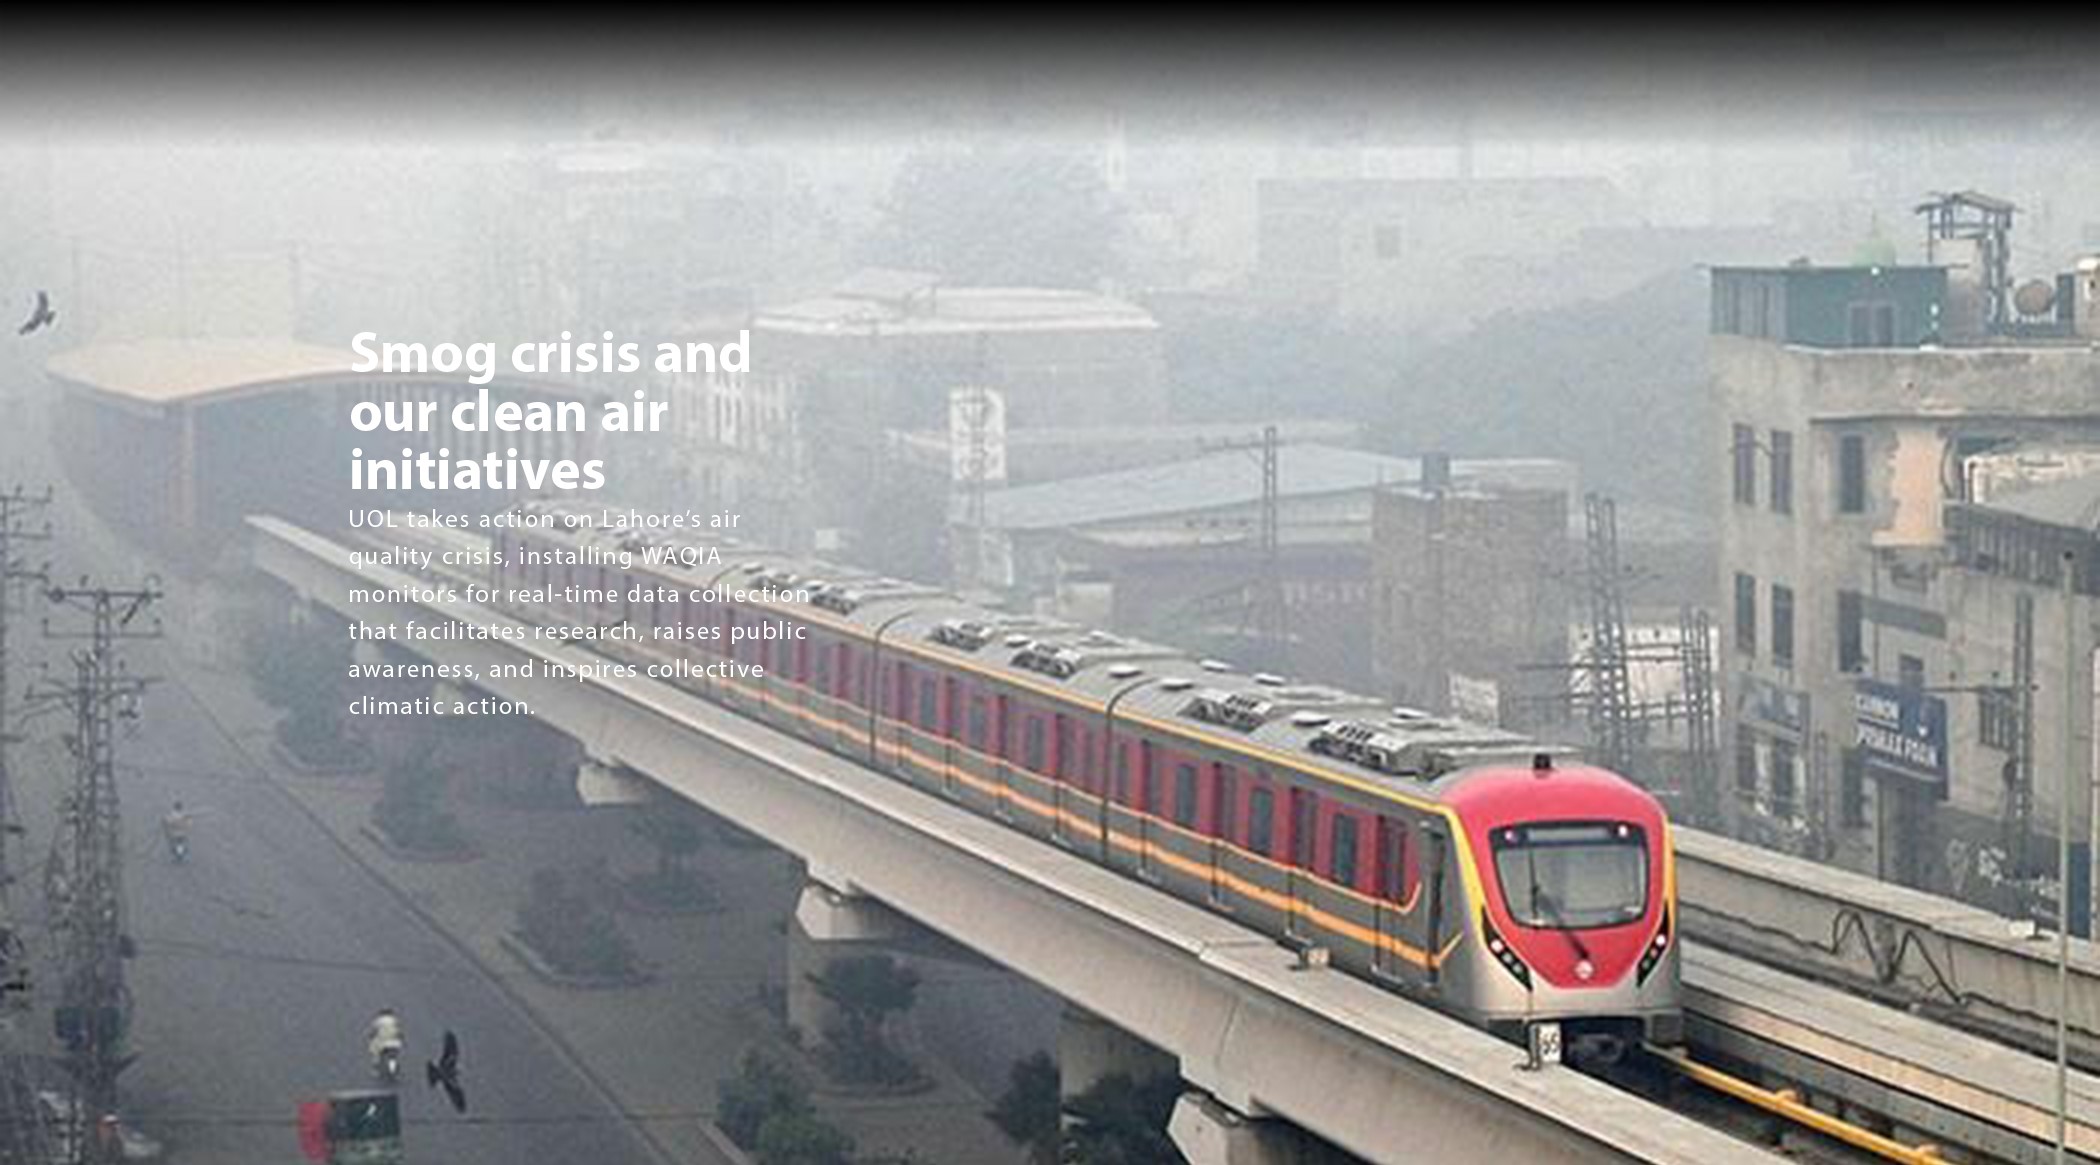 Smog crisis and
our clean air
initiatives
UOL takes action on Lahore’s air
quality crisis, installing WAQIA
monitors for real-time data collection
that facilitates research, raises public
awareness, and inspires collective
climatic action.